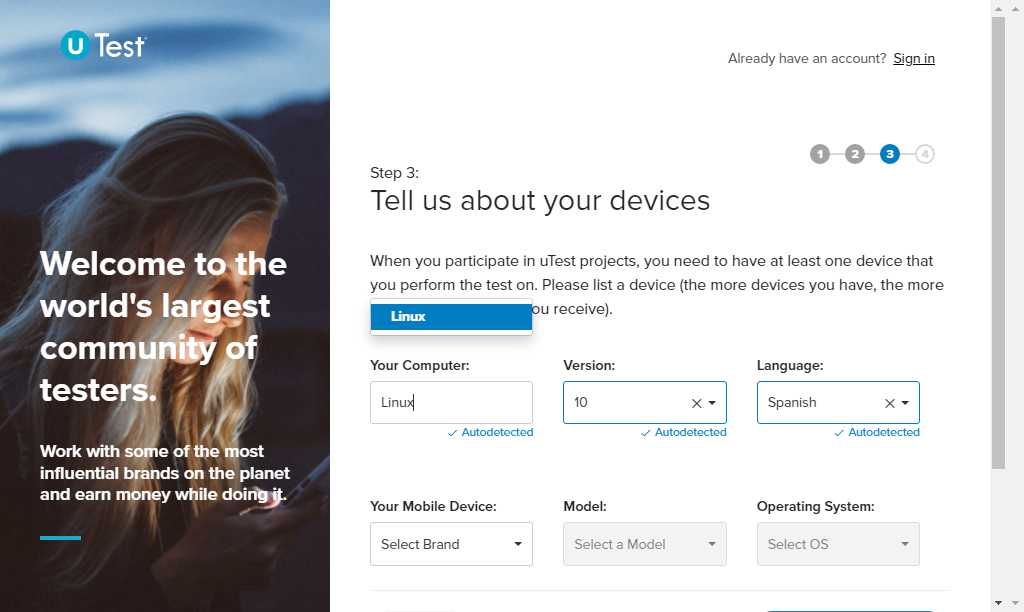 U Test
Already have an account? Sign in
1 2 3 4
Step 3:
Tell us about your devices
Welcome to the
world's largest
community of
testers.
When you participate in uTest projects, you need to have at least one device that
you perform the test on. Please list a device (the more devices you have, the more
Linux
ou receive).
Your Computer: Version: Language:
Linux 10 Spanish
Autodetected Autodetected Autodetected
Work with some of the most
influential brands on the planet
and earn money while doing it.
Your Mobile Device: Model: Operating System:
Select Brand Select a Model Select OS